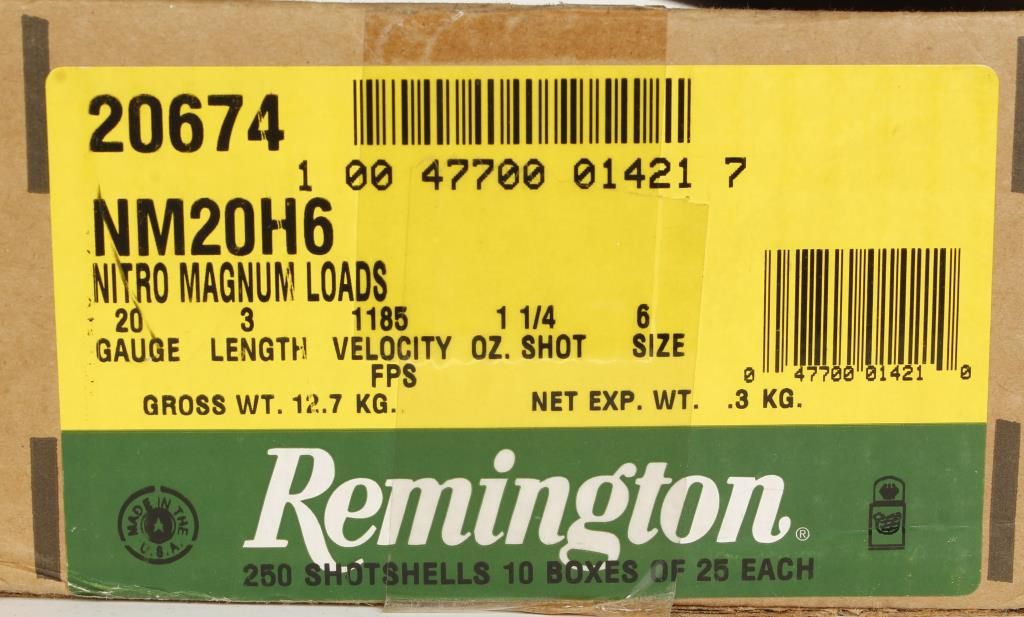 20674
1 00 47700 01421 7
NM20H6
NITRO MAGNUM LOADS
20 3 1185 1 1/4 6
GAUGE LENGTH VELOCITY OZ. SHOT SIZE
FPS
0 47700 01421 0
GROSS WT. 12.7 KG. NET EXP. WT. .3 KG.
MADE IN THE U.S.A.
Remington®
250 SHOTSHELLS 10 BOXES OF 25 EACH